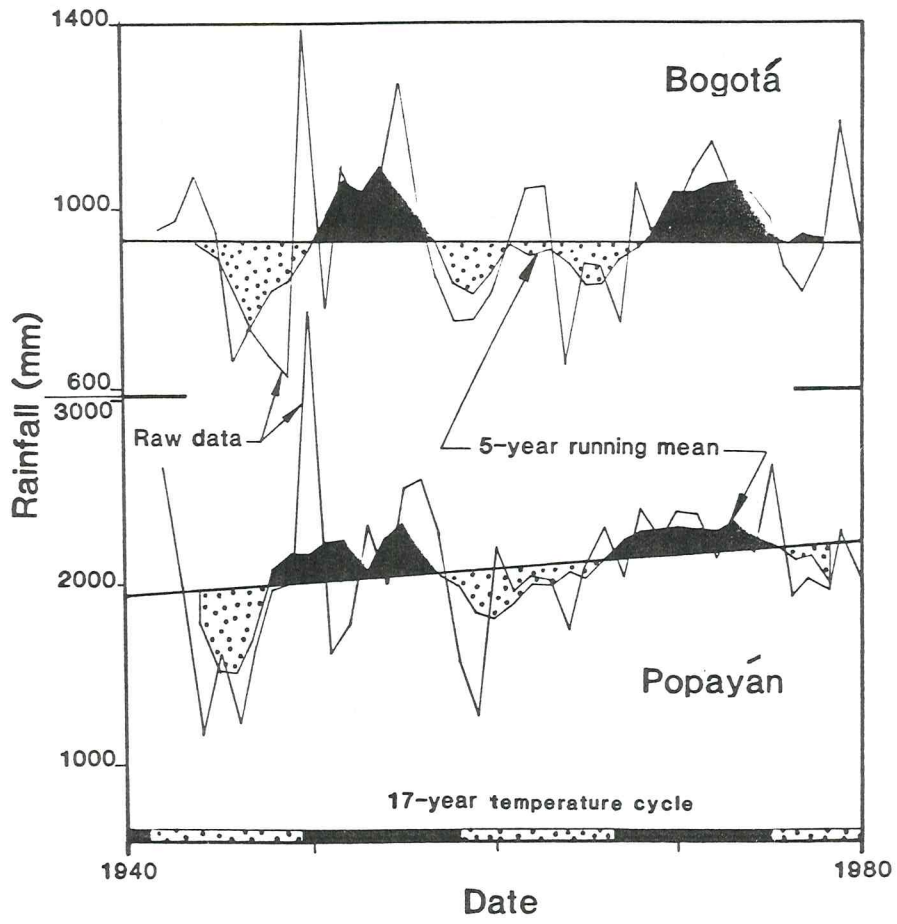 1400
Bogotá
1000
Rainfall (mm)
600
3000
Raw data
5-year running mean
2000
Popayán
1000
17-year temperature cycle
1940
1980
Date